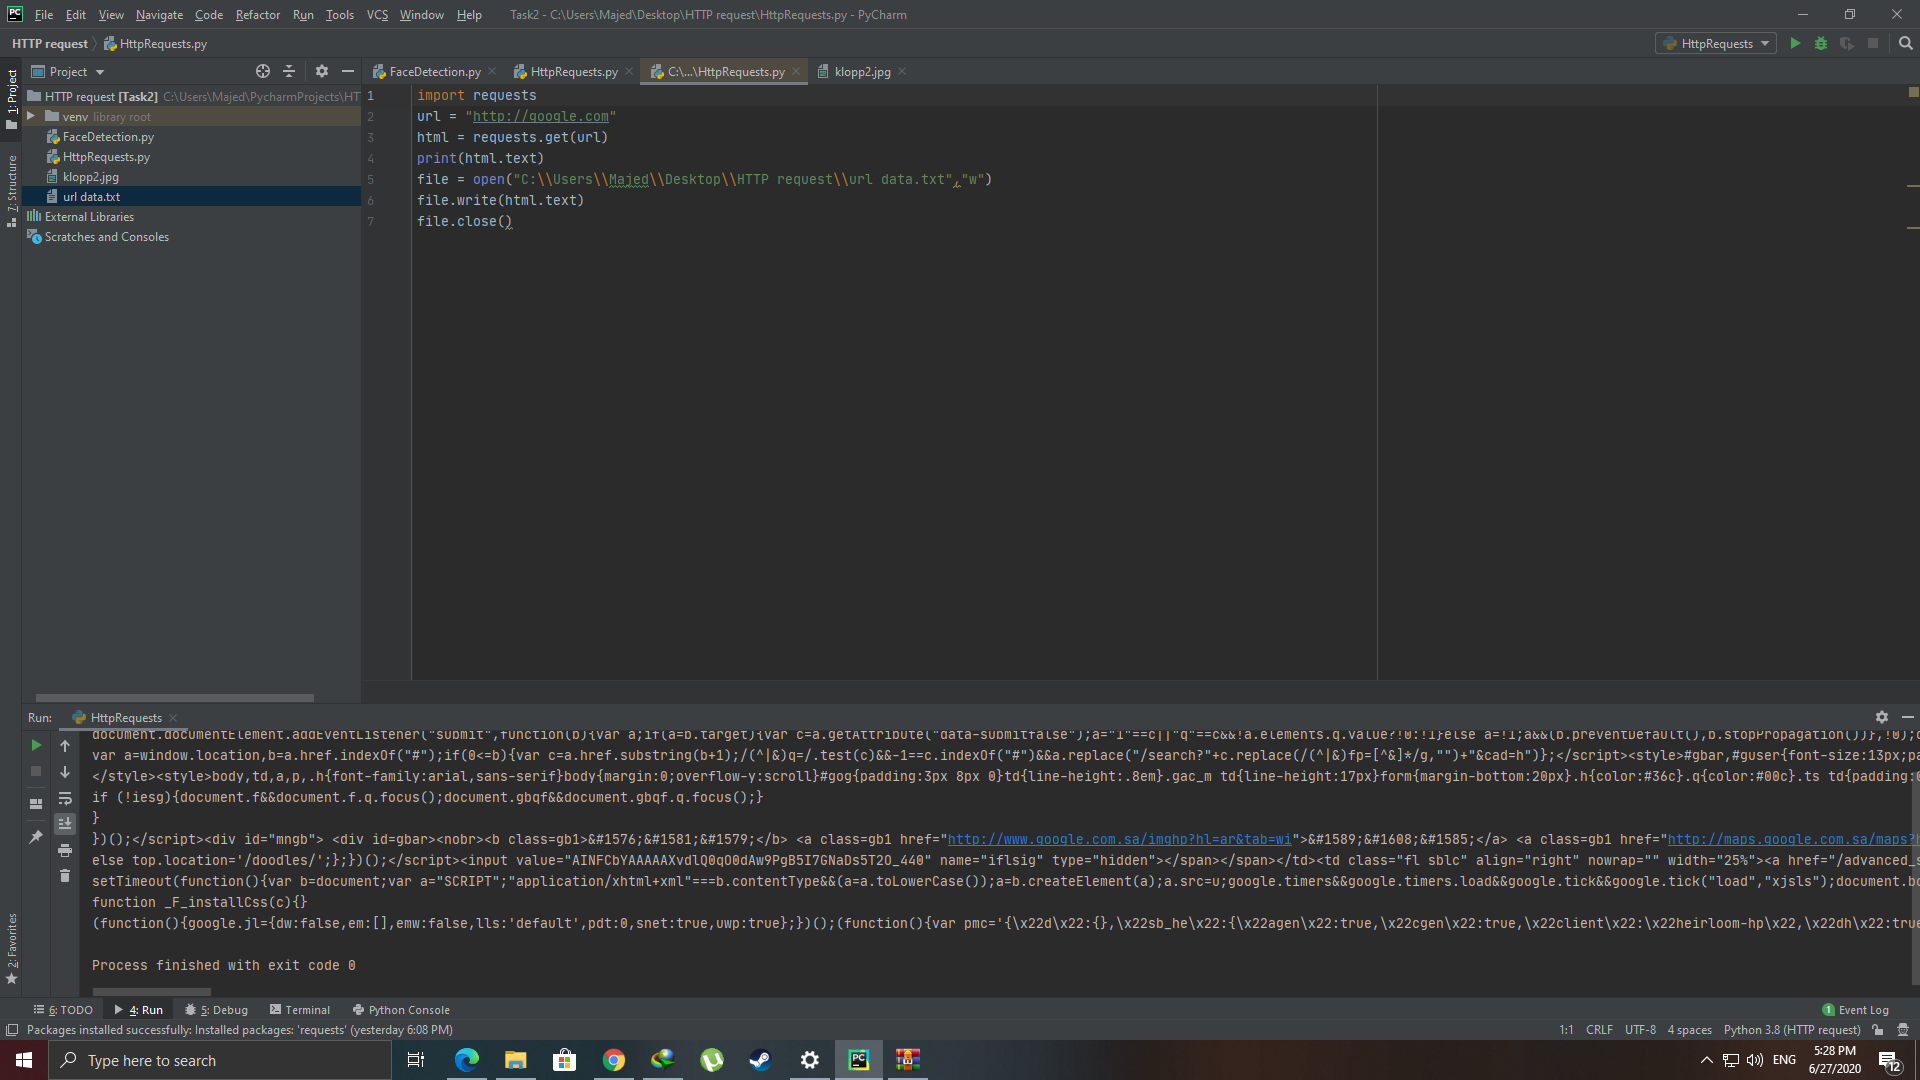 File Edit View Navigate Code Refactor Run Tools VCS Window Help Task2 - C:\Users\Majed\Desktop\HTTP request\HttpRequests.py - PyCharm
HTTP request HttpRequests.py HttpRequests
Project FaceDetection.py HttpRequests.py C:\...\HttpRequests.py klopp2.jpg
1: Project
7: Structure
2: Favorites
HTTP request [Task2] C:\Users\Majed\PycharmProjects\HT
venv library root
FaceDetection.py
HttpRequests.py
klopp2.jpg
url data.txt
External Libraries
Scratches and Consoles
1 import requests
2 url = "http://google.com"
3 html = requests.get(url)
4 print(html.text)
5 file = open("C:\\Users\\Majed\\Desktop\\HTTP request\\url data.txt","w")
6 file.write(html.text)
7 file.close()
Run: HttpRequests
document.documentElement.addEventListener("submit",function(b){var a;if(a=b.target){var c=a.getAttribute("data-submitfalse");a="1"==c||"q"==c&&!a.elements.q.value?!0:!1}else a=!1;a&&(b.preventDefault(),b.stopPropagation())},!0);
var a=window.location,b=a.href.indexOf("#");if(0<=b){var c=a.href.substring(b+1);/(^|&)q=/.test(c)&&-1==c.indexOf("#")&&a.replace("/search?"+c.replace(/(^|&)fp=[^&]*/g,"")+"&cad=h")};</script><style>#gbar,#guser{font-size:13px;pa
</style><style>body,td,a,p,.h{font-family:arial,sans-serif}body{margin:0;overflow-y:scroll}#gog{padding:3px 8px 0}td{line-height:.8em}.gac_m td{line-height:17px}form{margin-bottom:20px}.h{color:#36c}.q{color:#00c}.ts td{padding:0
if (!iesg){document.f&&document.f.q.focus();document.gbqf&&document.gbqf.q.focus();}
}
})();</script><div id="mngb"> <div id=gbar><nobr><b class=gb1>&#1576;&#1581;&#1579;</b> <a class=gb1 href="http://www.google.com.sa/imghp?hl=ar&tab=wi">&#1589;&#1608;&#1585;</a> <a class=gb1 href="http://maps.google.com.sa/maps?h
else top.location='/doodles/';};})();</script><input value="AINFCbYAAAAAXvdlQ0qO0dAw9PgB5I7GNaDs5T2O_440" name="iflsig" type="hidden"></span></span></td><td class="fl sblc" align="right" nowrap="" width="25%"><a href="/advanced_s
setTimeout(function(){var b=document;var a="SCRIPT";"application/xhtml+xml"===b.contentType&&(a=a.toLowerCase());a=b.createElement(a);a.src=u;google.timers&&google.timers.load&&google.tick&&google.tick("load","xjsls");document.bo
function _F_installCss(c){}
(function(){google.jl={dw:false,em:[],emw:false,lls:'default',pdt:0,snet:true,uwp:true};})();(function(){var pmc='{\x22d\x22:{},\x22sb_he\x22:{\x22agen\x22:true,\x22cgen\x22:true,\x22client\x22:\x22heirloom-hp\x22,\x22dh\x22:true
Process finished with exit code 0
6: TODO 4: Run 5: Debug Terminal Python Console 1 Event Log
Packages installed successfully: Installed packages: 'requests' (yesterday 6:08 PM) 1:1 CRLF UTF-8 4 spaces Python 3.8 (HTTP request)
Type here to search ENG 5:28 PM
6/27/2020 12